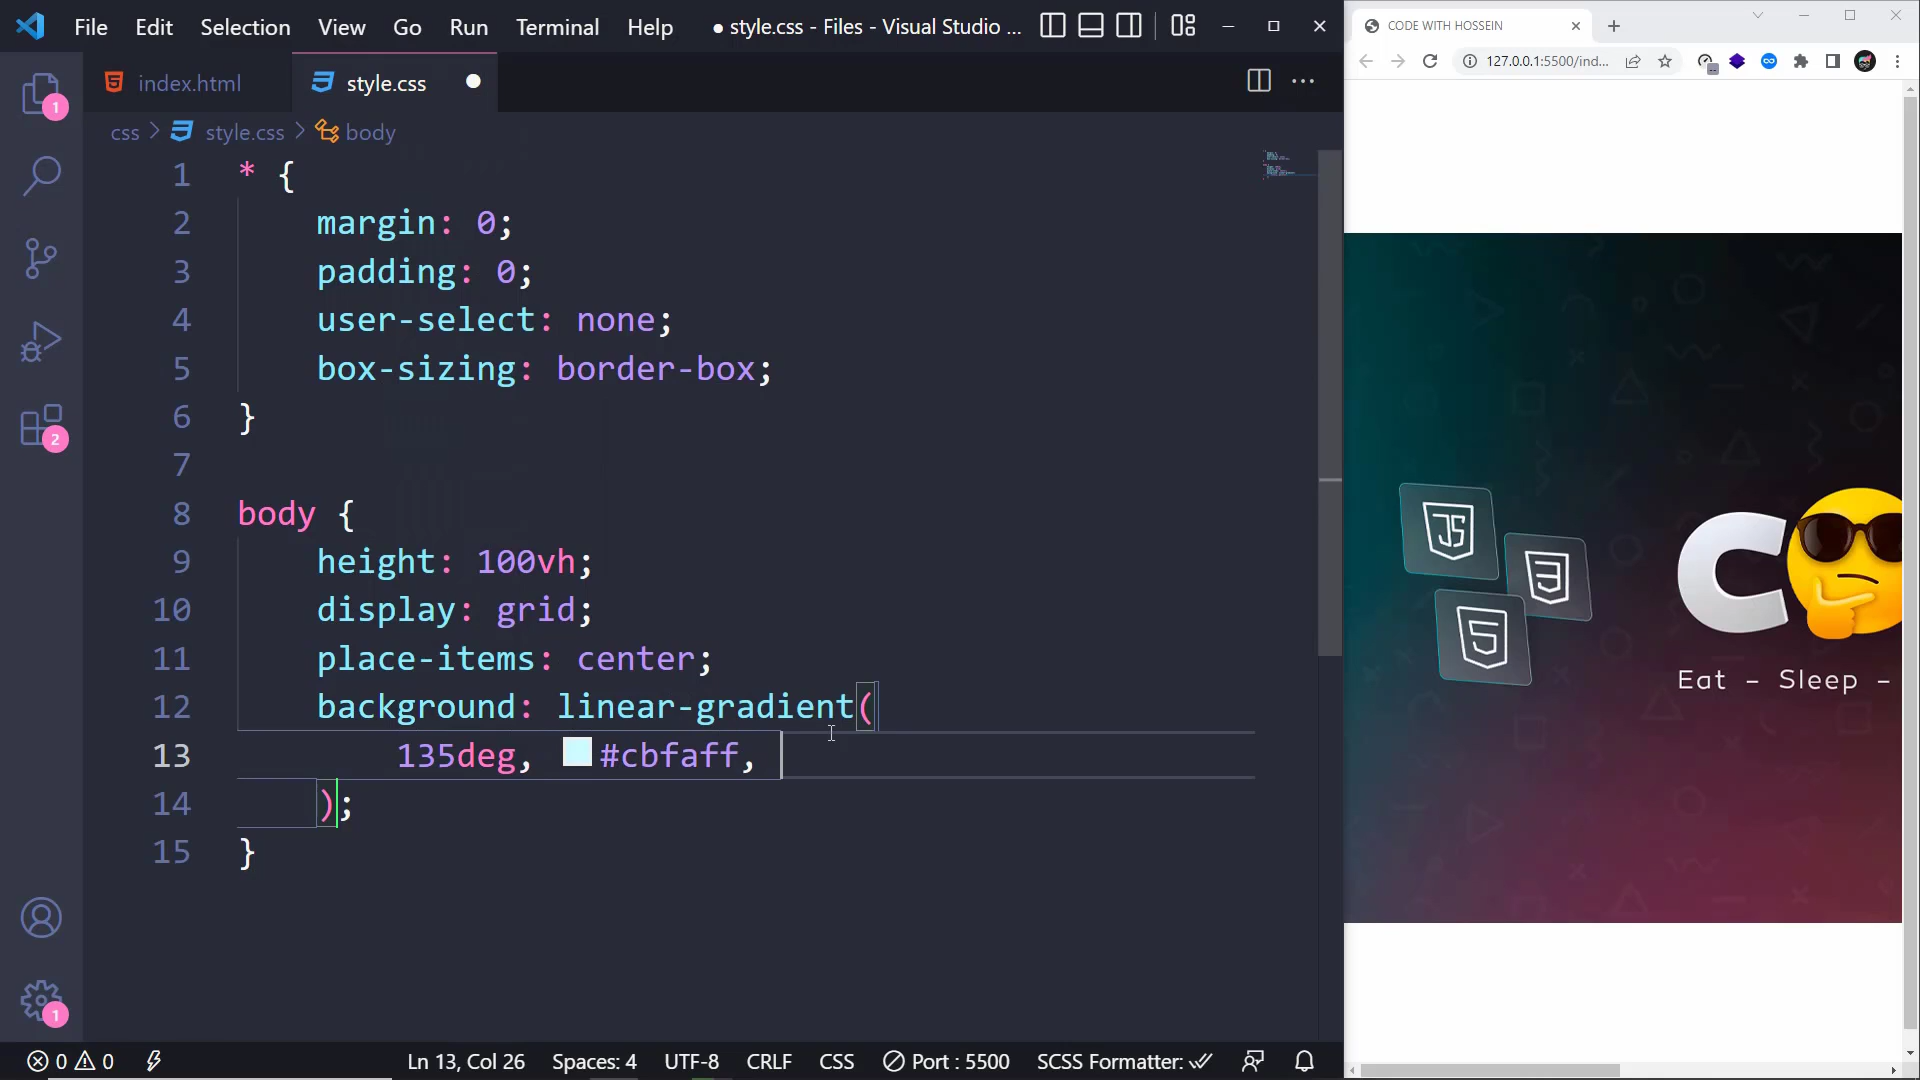 File Edit Selection View Go Run Terminal Help ● style.css - Files - Visual Studio ...
index.html
style.css
css > style.css > body
1 * {
2 margin: 0;
3 padding: 0;
4 user-select: none;
5 box-sizing: border-box;
6 }
7
8 body {
9 height: 100vh;
10 display: grid;
11 place-items: center;
12 background: linear-gradient(
13 135deg, #cbfaff,
14 );
15 }
1
2
1
0 0
Ln 13, Col 26 Spaces: 4 UTF-8 CRLF CSS Port : 5500 SCSS Formatter:
CODE WITH HOSSEIN
127.0.0.1:5500/ind...
JS
3
5
C
Eat - Sleep -